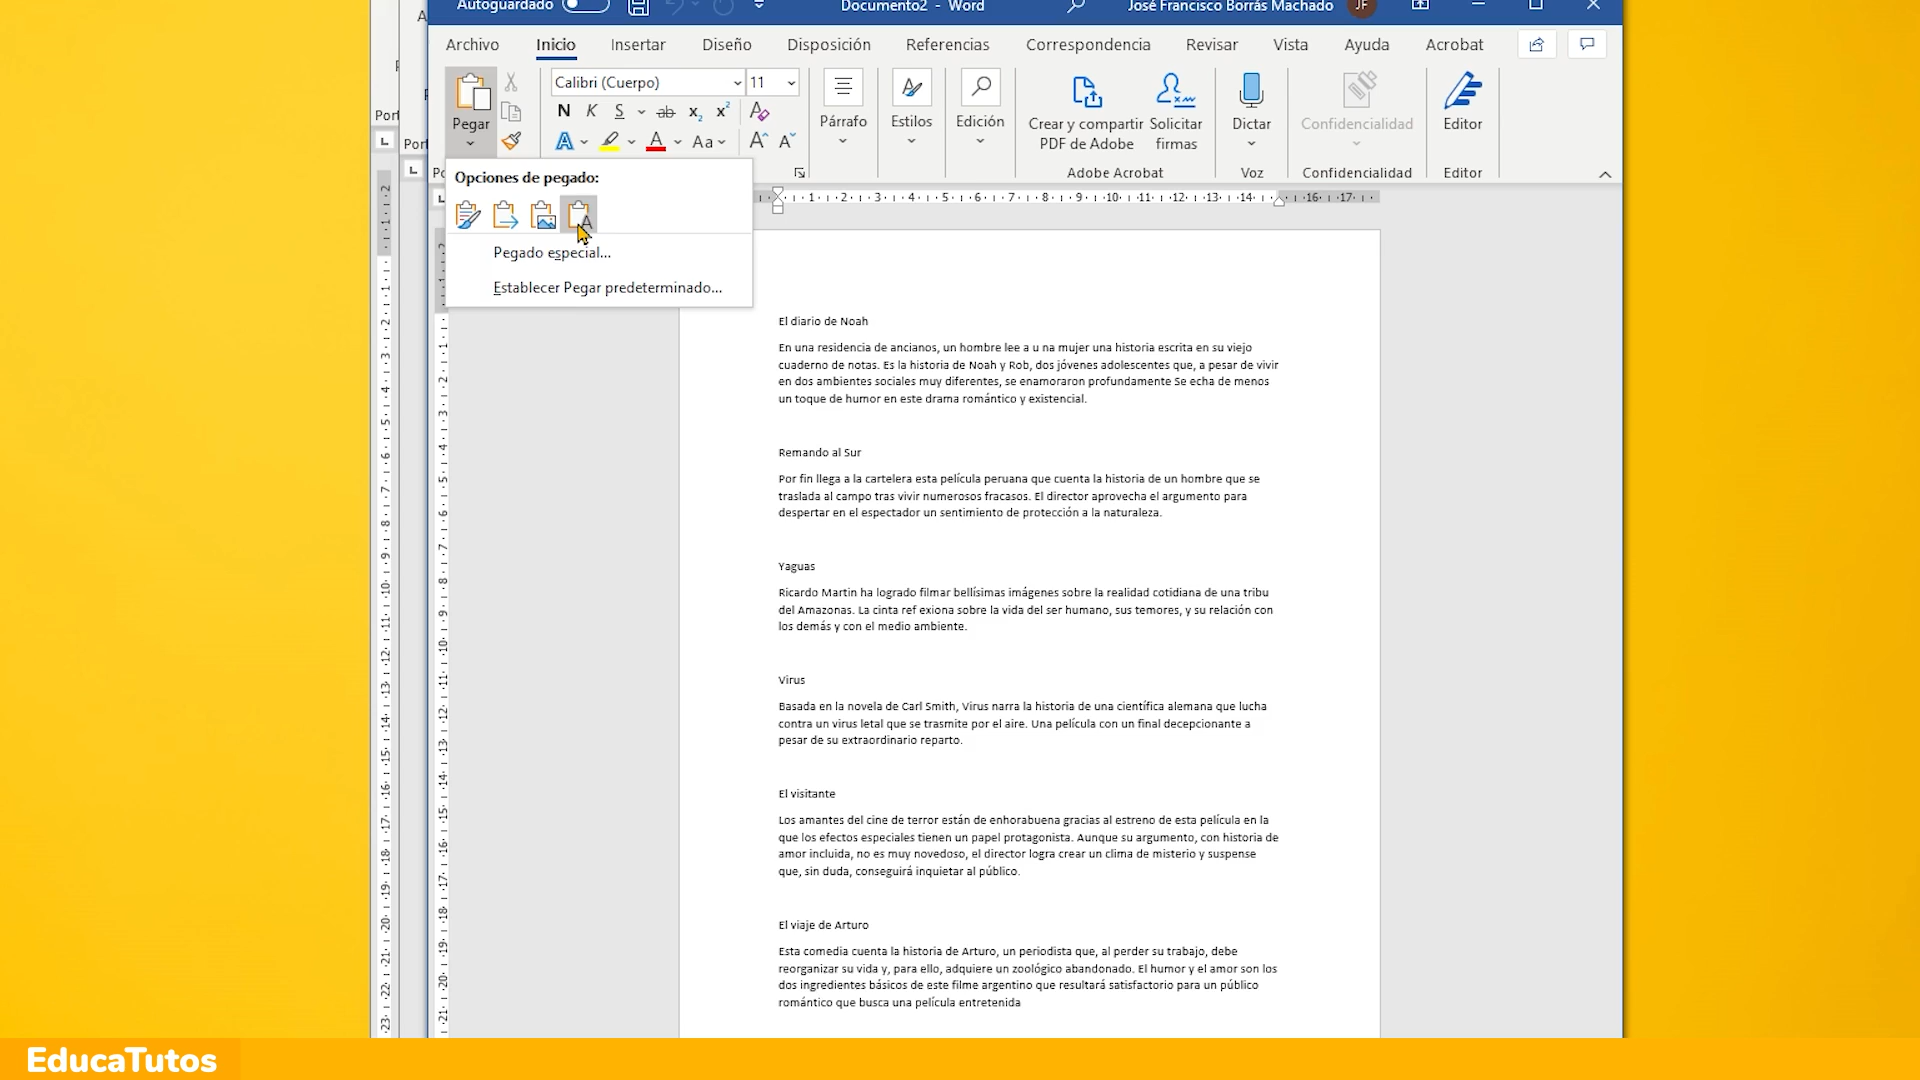 Autoguardado
Documento2 - Word
José Francisco Borrás Machado
JF
Archivo Inicio Insertar Diseño Disposición Referencias Correspondencia Revisar Vista Ayuda Acrobat
Pegar
Calibri (Cuerpo) 11
N K S ab x₂ x²
A A Aa A A
Párrafo
Estilos
Edición
Crear y compartir PDF de Adobe
Solicitar firmas
Dictar
Confidencialidad
Editor
Adobe Acrobat
Voz
Confidencialidad
Editor
Opciones de pegado:
Pegado especial...
Establecer Pegar predeterminado...
El diario de Noah
En una residencia de ancianos, un hombre lee a u na mujer una historia escrita en su viejo
cuaderno de notas. Es la historia de Noah y Rob, dos jóvenes adolescentes que, a pesar de vivir
en dos ambientes sociales muy diferentes, se enamoraron profundamente Se echa de menos
un toque de humor en este drama romántico y existencial.
Remando al Sur
Por fin llega a la cartelera esta película peruana que cuenta la historia de un hombre que se
traslada al campo tras vivir numerosos fracasos. El director aprovecha el argumento para
despertar en el espectador un sentimiento de protección a la naturaleza.
Yaguas
Ricardo Martin ha logrado filmar bellísimas imágenes sobre la realidad cotidiana de una tribu
del Amazonas. La cinta ref exiona sobre la vida del ser humano, sus temores, y su relación con
los demás y con el medio ambiente.
Virus
Basada en la novela de Carl Smith, Virus narra la historia de una científica alemana que lucha
contra un virus letal que se trasmite por el aire. Una película con un final decepcionante a
pesar de su extraordinario reparto.
El visitante
Los amantes del cine de terror están de enhorabuena gracias al estreno de esta película en la
que los efectos especiales tienen un papel protagonista. Aunque su argumento, con historia de
amor incluida, no es muy novedoso, el director logra crear un clima de misterio y suspense
que, sin duda, conseguirá inquietar al público.
El viaje de Arturo
Esta comedia cuenta la historia de Arturo, un periodista que, al perder su trabajo, debe
reorganizar su vida y, para ello, adquiere un zoológico abandonado. El humor y el amor son los
dos ingredientes básicos de este filme argentino que resultará satisfactorio para un público
romántico que busca una película entretenida
EducaTutos